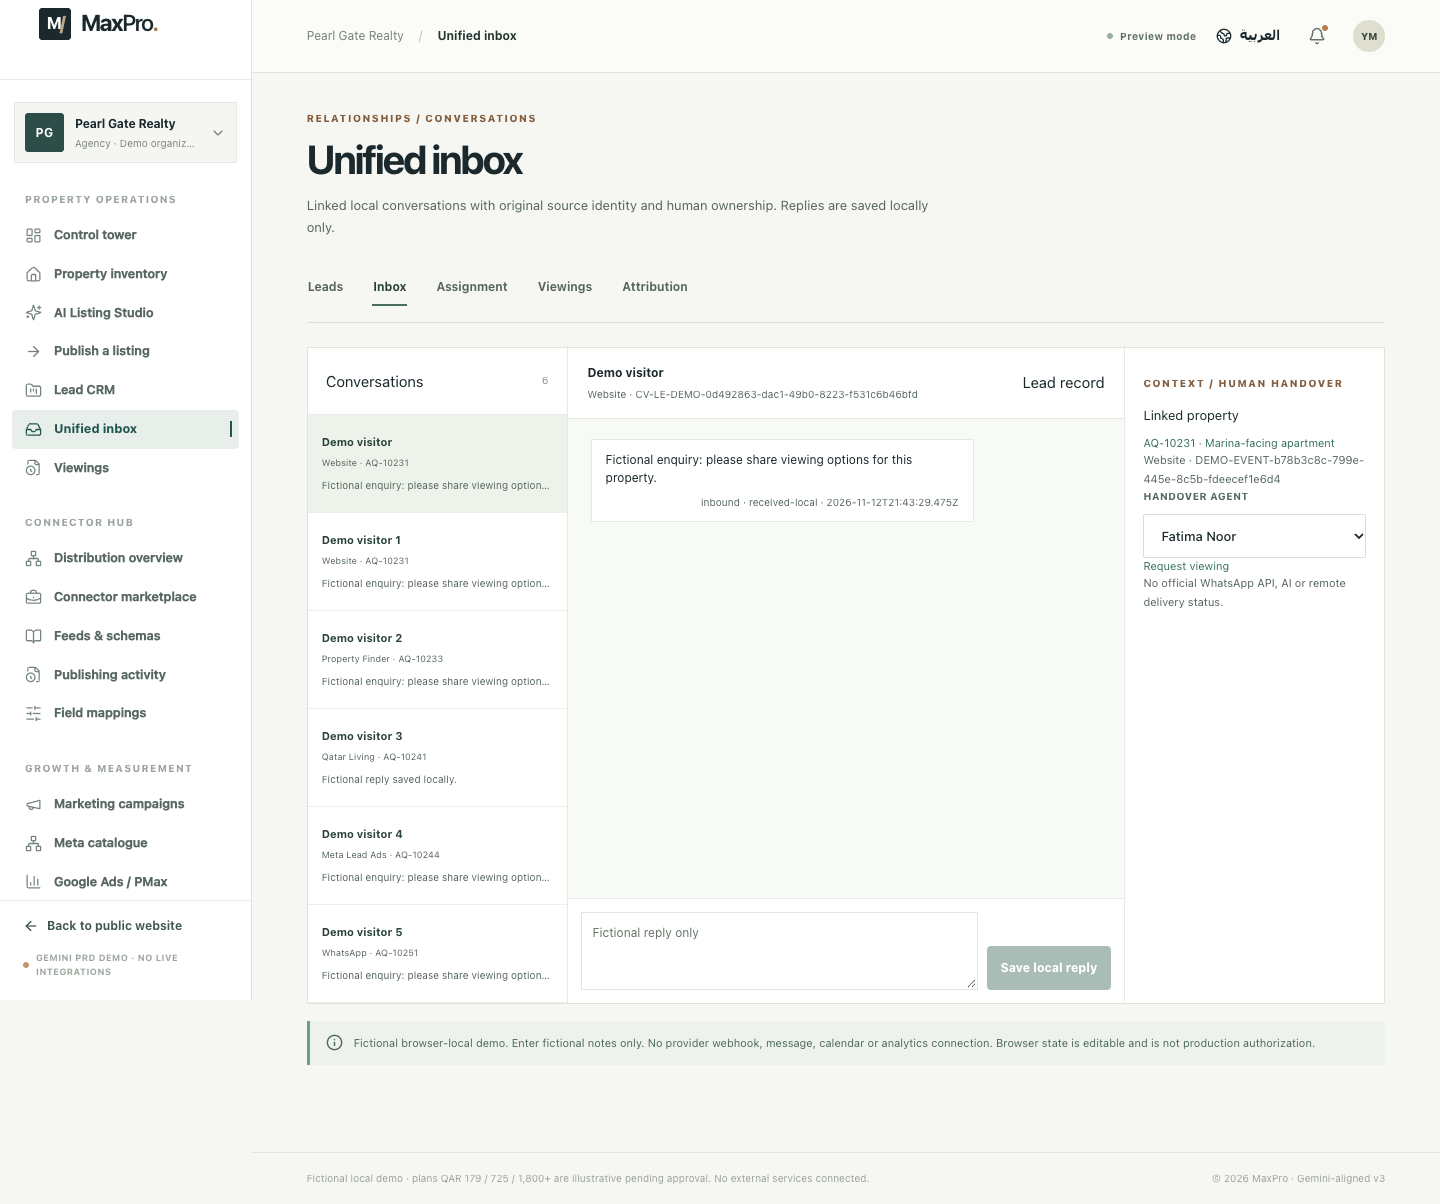 M/ MaxPro.
Pearl Gate Realty / Unified inbox
Preview mode
العربية
YM
PG
Pearl Gate Realty
Agency · Demo organiz...
PROPERTY OPERATIONS
Control tower
Property inventory
AI Listing Studio
Publish a listing
Lead CRM
Unified inbox
Viewings
CONNECTOR HUB
Distribution overview
Connector marketplace
Feeds & schemas
Publishing activity
Field mappings
GROWTH & MEASUREMENT
Marketing campaigns
Meta catalogue
Google Ads / PMax
Back to public website
GEMINI PRD DEMO · NO LIVE
INTEGRATIONS
RELATIONSHIPS / CONVERSATIONS
Unified inbox
Linked local conversations with original source identity and human ownership. Replies are saved locally
only.
Leads
Inbox
Assignment
Viewings
Attribution
Conversations
6
Demo visitor
Website · AQ-10231
Fictional enquiry: please share viewing option...
Demo visitor 1
Website · AQ-10231
Fictional enquiry: please share viewing option...
Demo visitor 2
Property Finder · AQ-10233
Fictional enquiry: please share viewing option...
Demo visitor 3
Qatar Living · AQ-10241
Fictional reply saved locally.
Demo visitor 4
Meta Lead Ads · AQ-10244
Fictional enquiry: please share viewing option...
Demo visitor 5
WhatsApp · AQ-10251
Fictional enquiry: please share viewing option...
Demo visitor
Website · CV-LE-DEMO-0d492863-dac1-49b0-8223-f531c6b46bfd
Lead record
Fictional enquiry: please share viewing options for this
property.
inbound · received-local · 2026-11-12T21:43:29.475Z
Fictional reply only
Save local reply
CONTEXT / HUMAN HANDOVER
Linked property
AQ-10231 · Marina-facing apartment
Website · DEMO-EVENT-b78b3c8c-799e-
445e-8c5b-fdeecef1e6d4
HANDOVER AGENT
Fatima Noor
Request viewing
No official WhatsApp API, AI or remote
delivery status.
Fictional browser-local demo. Enter fictional notes only. No provider webhook, message, calendar or analytics connection. Browser state is editable and is not production authorization.
Fictional local demo · plans QAR 179 / 725 / 1,800+ are illustrative pending approval. No external services connected.
© 2026 MaxPro · Gemini-aligned v3